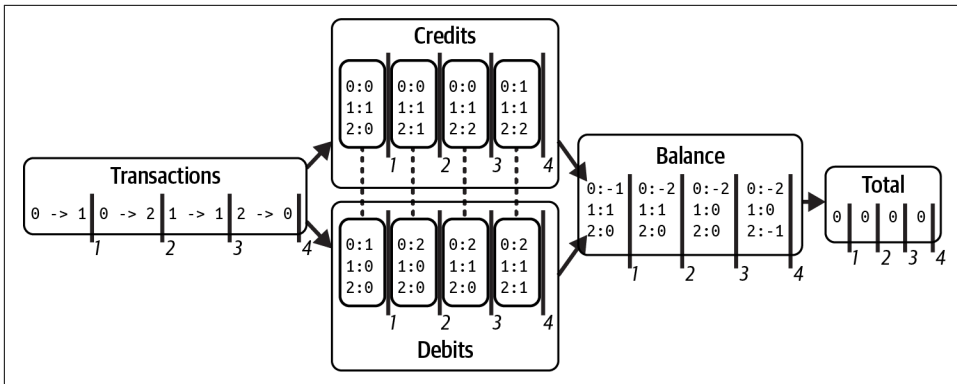 Transactions
0 -> 1 0 -> 2 1 -> 1 2 -> 0
1 2 3 4
Credits
0:0 0:0 0:0 0:1
1:1 1:1 1:1 1:1
2:0 2:1 2:2 2:2
1 2 3 4
0:1 0:2 0:2 0:2
1:0 1:0 1:1 1:1
2:0 2:0 2:0 2:1
1 2 3 4
Debits
Balance
0:-1 0:-2 0:-2 0:-2
1:1 1:1 1:0 1:0
2:0 2:0 2:0 2:-1
1 2 3 4
Total
0 0 0 0
1 2 3 4